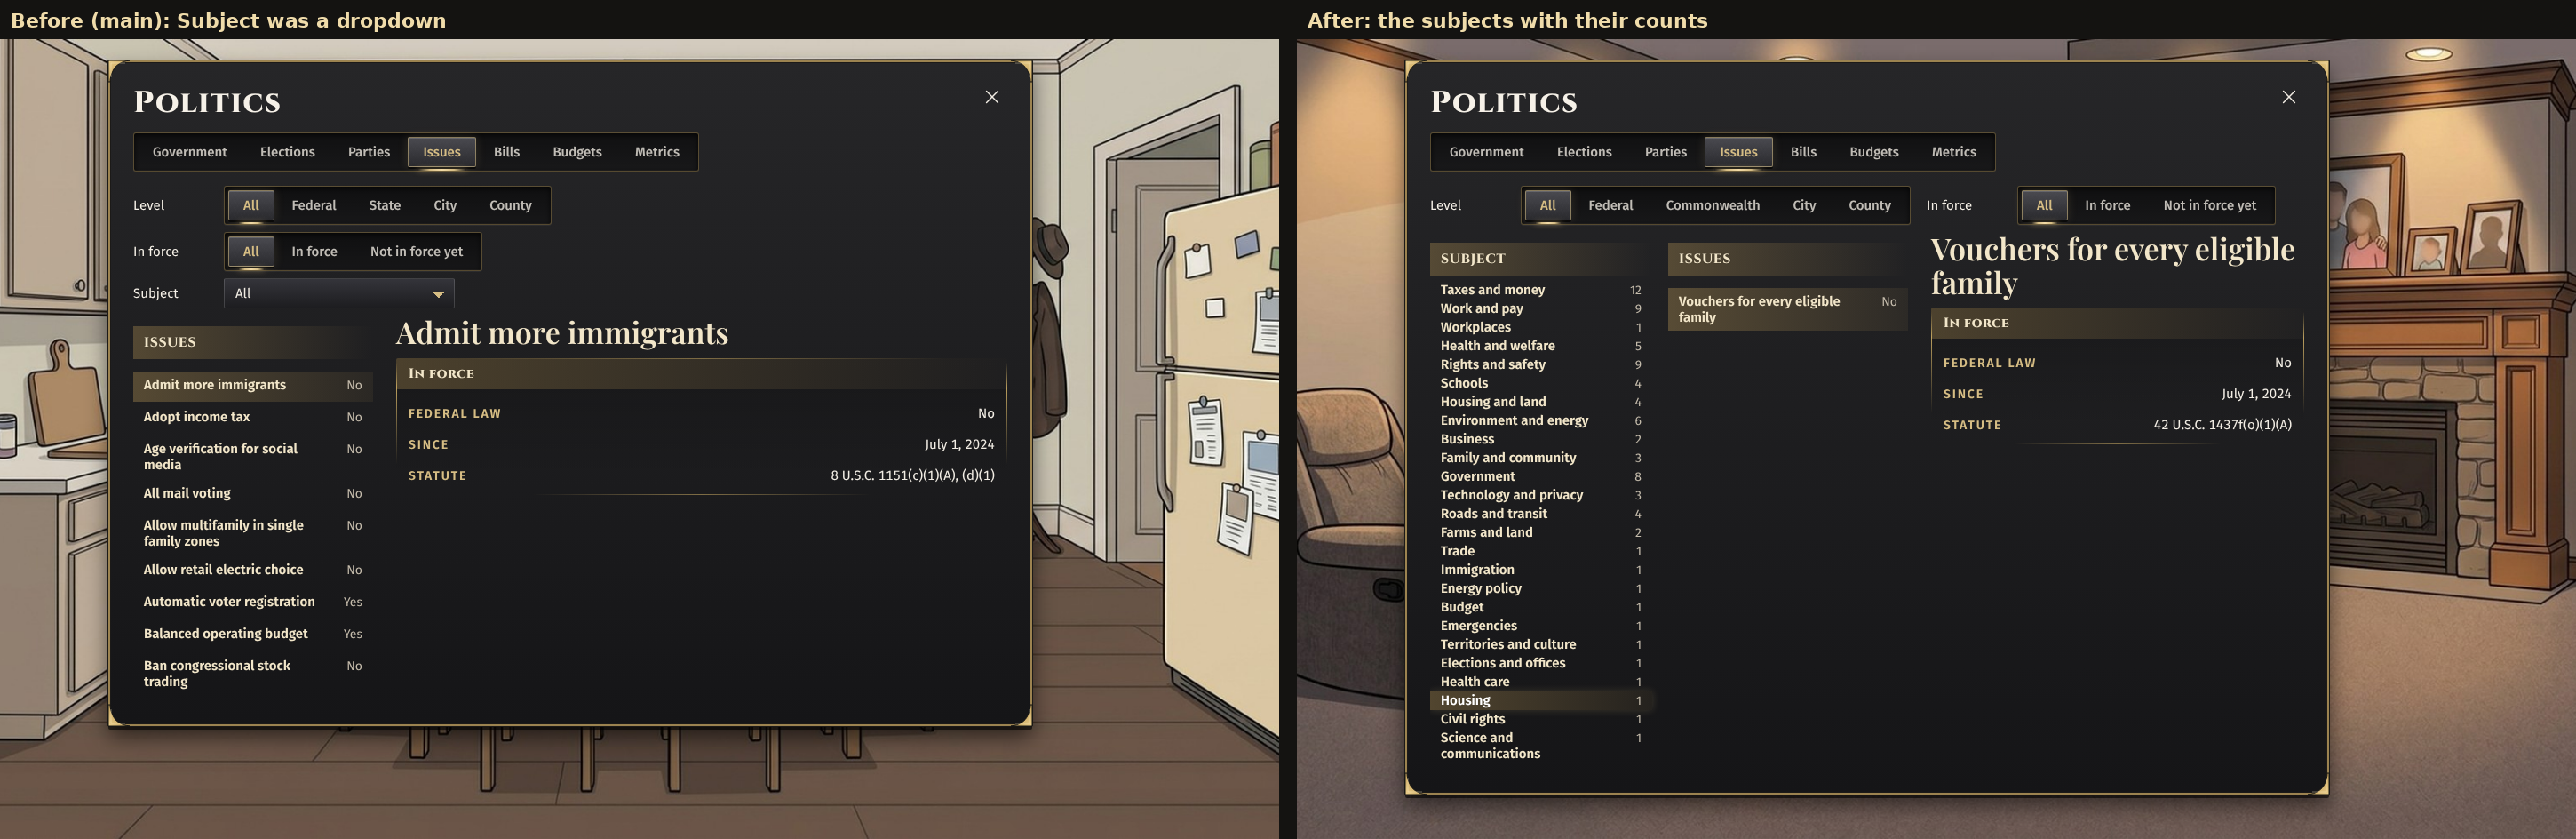 Before (main): Subject was a dropdown
Politics
Government Elections Parties Issues Bills Budgets Metrics
Level All Federal State City County
In force All In force Not in force yet
Subject All
Issues
Admit more immigrants No
Adopt income tax No
Age verification for social
media No
All mail voting No
Allow multifamily in single
family zones No
Allow retail electric choice No
Automatic voter registration Yes
Balanced operating budget Yes
Ban congressional stock
trading No
Admit more immigrants
In force
FEDERAL LAW No
SINCE July 1, 2024
STATUTE 8 U.S.C. 1151(c)(1)(A), (d)(1)
After: the subjects with their counts
Politics
Government Elections Parties Issues Bills Budgets Metrics
Level All Federal Commonwealth City County In force All In force Not in force yet
Subject
Taxes and money 12
Work and pay 9
Workplaces 1
Health and welfare 5
Rights and safety 9
Schools 4
Housing and land 4
Environment and energy 6
Business 2
Family and community 3
Government 8
Technology and privacy 3
Roads and transit 4
Farms and land 2
Trade 1
Immigration 1
Energy policy 1
Budget 1
Emergencies 1
Territories and culture 1
Elections and offices 1
Health care 1
Housing 1
Civil rights 1
Science and
communications 1
Issues
Vouchers for every eligible
family No
Vouchers for every eligible
family
In force
FEDERAL LAW No
SINCE July 1, 2024
STATUTE 42 U.S.C. 1437f(o)(1)(A)